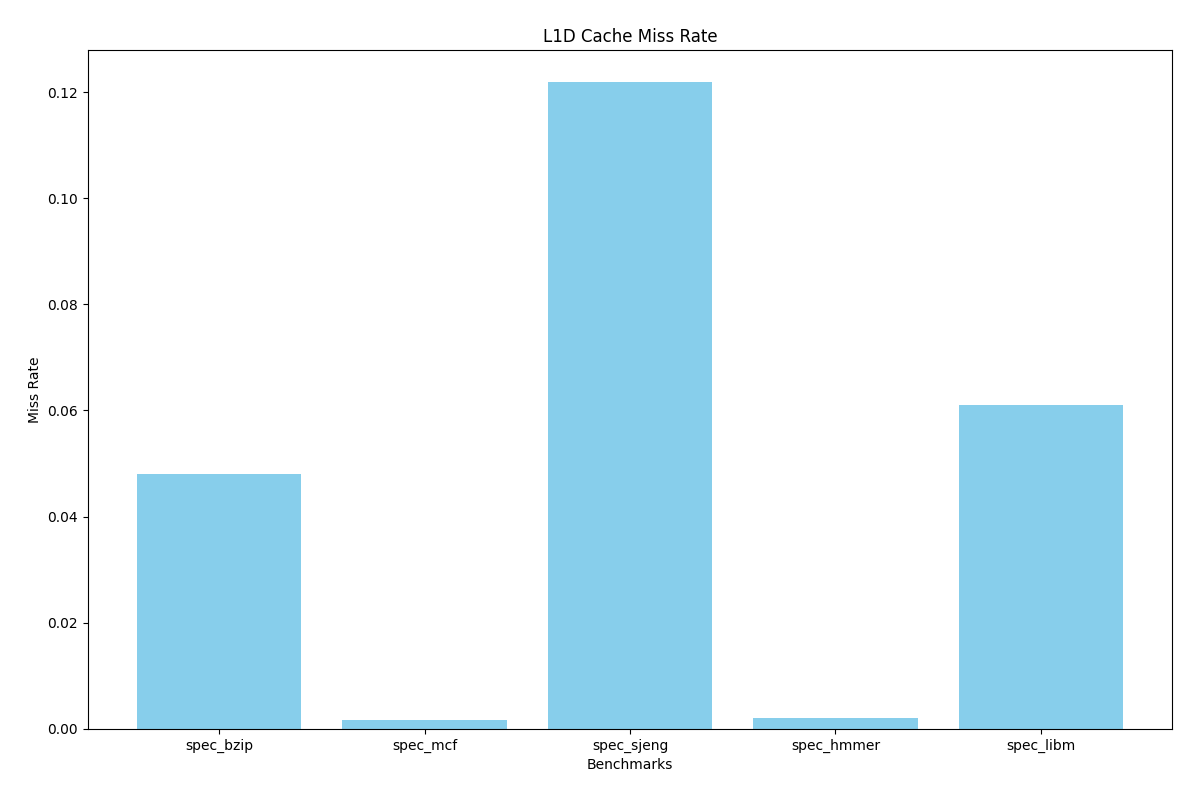 L1D Cache Miss Rate
0.12
0.10
0.08
0.06
0.04
0.02
0.00
Miss Rate
spec_bzip spec_mcf spec_sjeng spec_hmmer spec_libm
Benchmarks